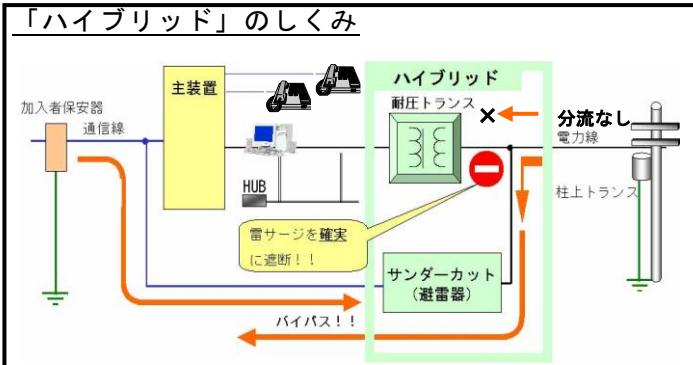 「ハイブリッド」のしくみ
ハイブリッド
主装置
耐圧トランス
加入者保安器
通信線
×
分流なし
電力線
HUB
柱上トランス
雷サージを確実
に遮断！！
サンダーカット
（避雷器）
バイパス！！